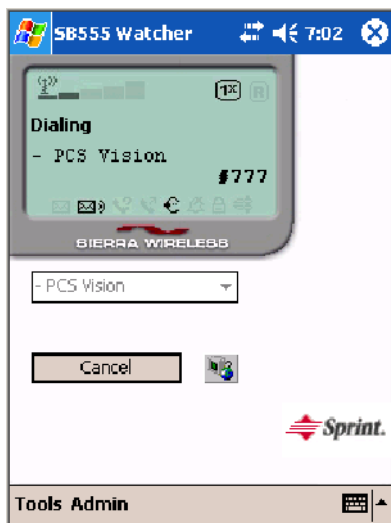 SB555 Watcher 7:02
1X R
Dialing
- PCS Vision
#777
SIERRA WIRELESS
- PCS Vision
Cancel
Sprint.
Tools Admin